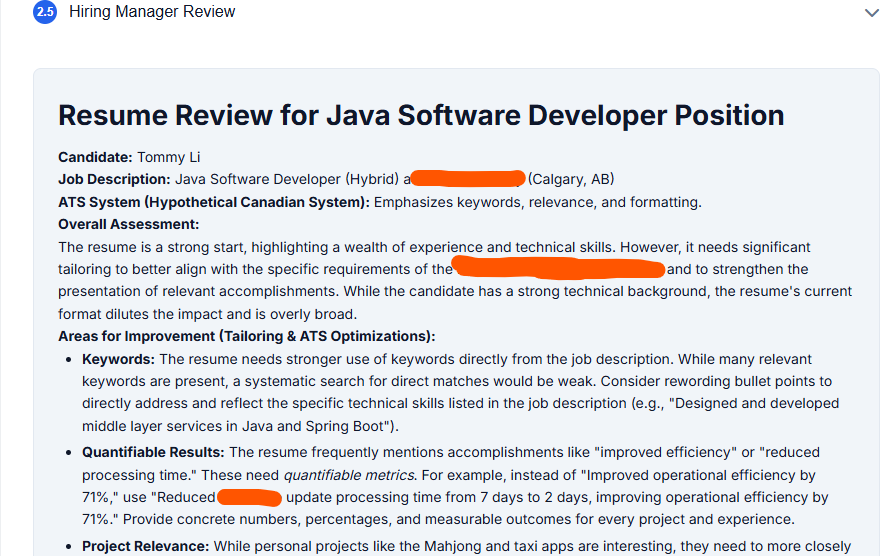 2.5 Hiring Manager Review
Resume Review for Java Software Developer Position
Candidate: Tommy Li
Job Description: Java Software Developer (Hybrid) a (Calgary, AB)
ATS System (Hypothetical Canadian System): Emphasizes keywords, relevance, and formatting.
Overall Assessment:
The resume is a strong start, highlighting a wealth of experience and technical skills. However, it needs significant
tailoring to better align with the specific requirements of the and to strengthen the
presentation of relevant accomplishments. While the candidate has a strong technical background, the resume's current
format dilutes the impact and is overly broad.
Areas for Improvement (Tailoring & ATS Optimizations):
• Keywords: The resume needs stronger use of keywords directly from the job description. While many relevant
keywords are present, a systematic search for direct matches would be weak. Consider rewording bullet points to
directly address and reflect the specific technical skills listed in the job description (e.g., "Designed and developed
middle layer services in Java and Spring Boot").
• Quantifiable Results: The resume frequently mentions accomplishments like "improved efficiency" or "reduced
processing time." These need quantifiable metrics. For example, instead of "Improved operational efficiency by
71%," use "Reduced update processing time from 7 days to 2 days, improving operational efficiency by
71%." Provide concrete numbers, percentages, and measurable outcomes for every project and experience.
• Project Relevance: While personal projects like the Mahjong and taxi apps are interesting, they need to more closely